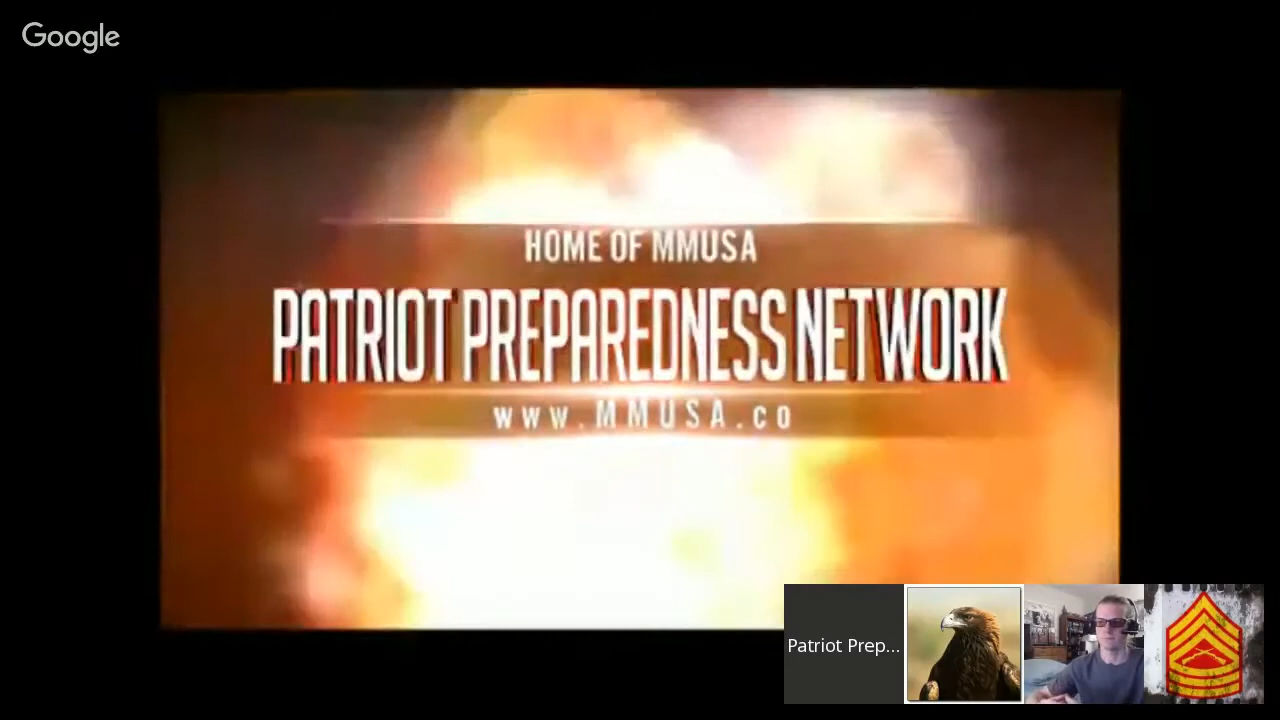 Google
HOME OF MMUSA
PATRIOT PREPAREDNESS NETWORK
www.MMUSA.co
Patriot Prep...